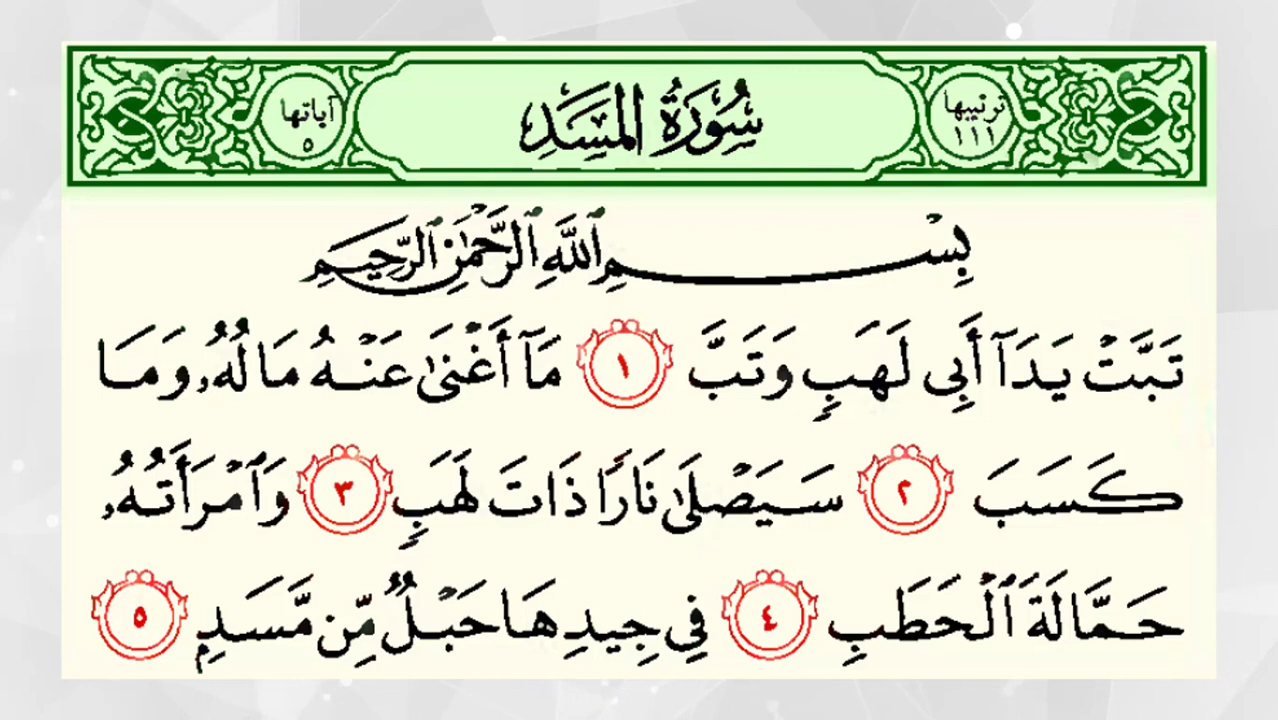 ترتيبها ١١١ سُورَةُ المَسَدِ آياتها ٥
بِسْمِ ٱللَّهِ ٱلرَّحْمَٰنِ ٱلرَّحِيمِ
تَبَّتْ يَدَآ أَبِى لَهَبٍ وَتَبَّ ١ مَآ أَغْنَىٰ عَنْهُ مَالُهُۥ وَمَا
كَسَبَ ٢ سَيَصْلَىٰ نَارًا ذَاتَ لَهَبٍ ٣ وَٱمْرَأَتُهُۥ
حَمَّالَةَ ٱلْحَطَبِ ٤ فِى جِيدِهَا حَبْلٌ مِّن مَّسَدٍ ٥